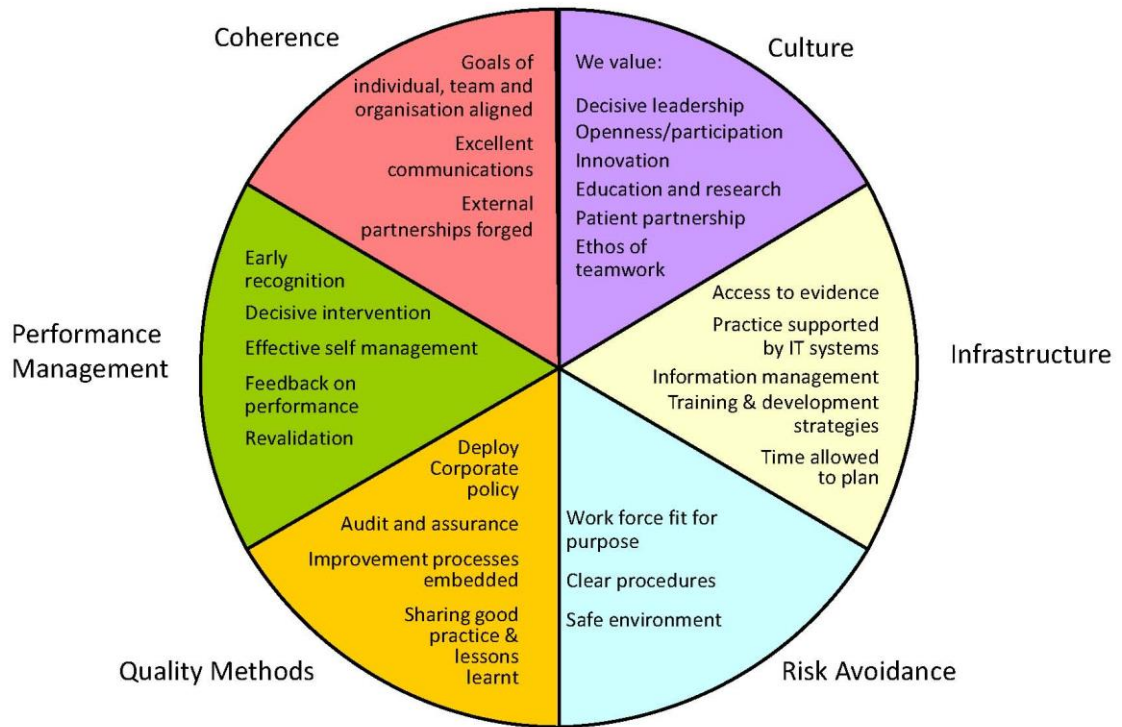 Coherence
Goals of
individual, team and
organisation aligned
Excellent
communications
External
partnerships forged
Culture
We value:
Decisive leadership
Openness/participation
Innovation
Education and research
Patient partnership
Ethos of
teamwork
Infrastructure
Access to evidence
Practice supported
by IT systems
Information management
Training & development
strategies
Time allowed
to plan
Risk Avoidance
Work force fit for
purpose
Clear procedures
Safe environment
Quality Methods
Deploy
Corporate
policy
Audit and assurance
Improvement processes
embedded
Sharing good
practice &
lessons
learnt
Performance
Management
Early
recognition
Decisive intervention
Effective self management
Feedback on
performance
Revalidation